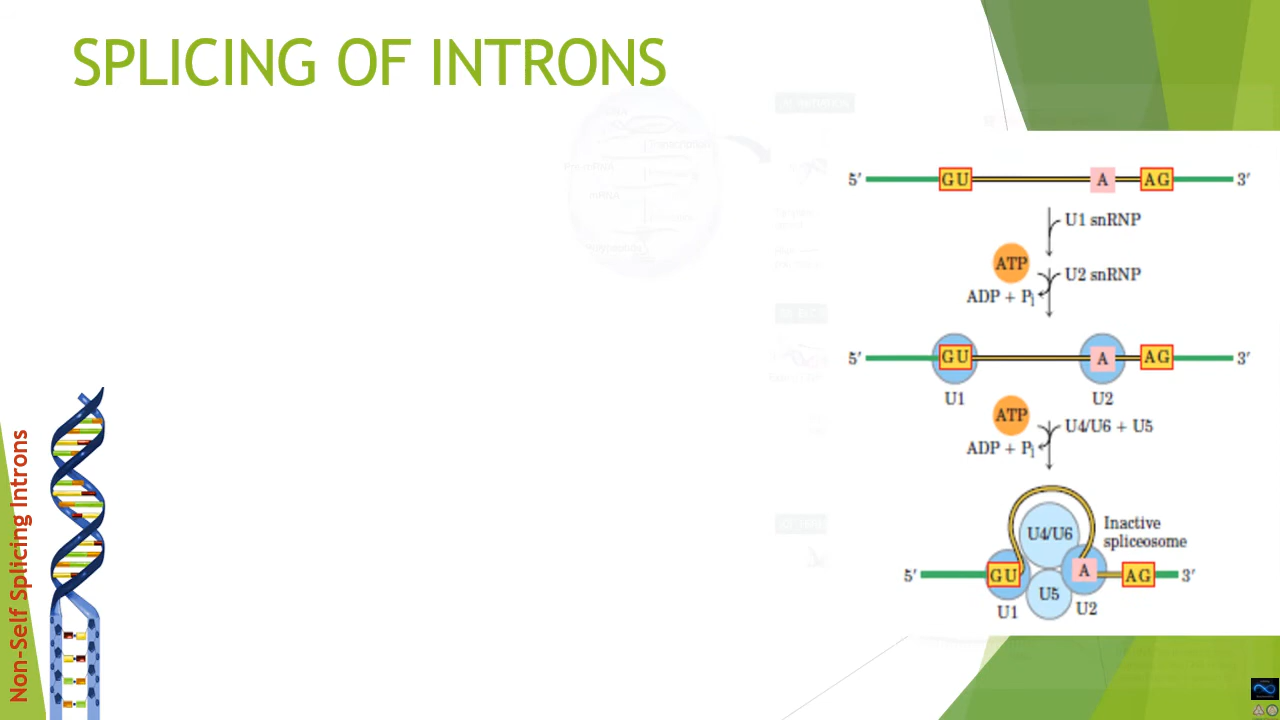 SPLICING OF INTRONS
Non-Self Splicing Introns
5′ GU A AG 3′
U1 snRNP
ATP
U2 snRNP
ADP + Pi
5′ GU A AG 3′
U1 U2
ATP
U4/U6 + U5
ADP + Pi
Inactive
spliceosome
U4/U6
5′ GU A AG 3′
U5
U1 U2